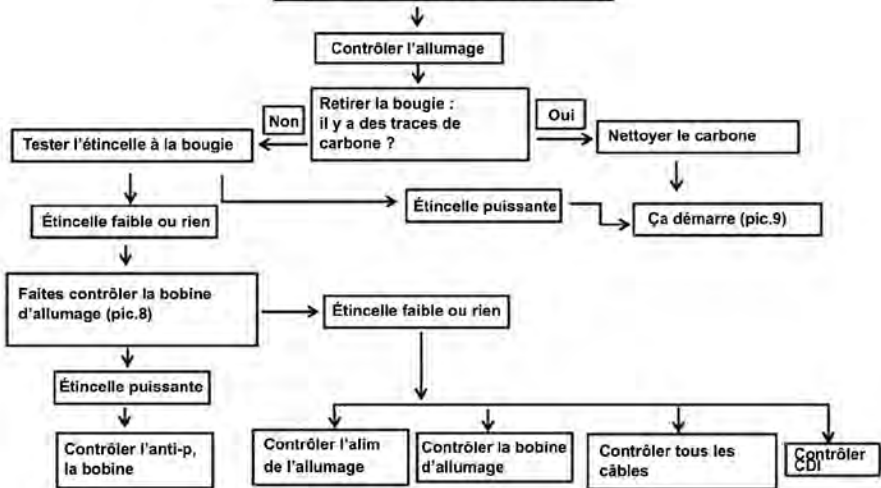 Contrôler l'allumage
Retirer la bougie :
il y a des traces de
carbone ?
Non
Oui
Tester l'étincelle à la bougie
Nettoyer le carbone
Étincelle faible ou rien
Étincelle puissante
Ça démarre (pic.9)
Faites contrôler la bobine
d'allumage (pic.8)
Étincelle faible ou rien
Étincelle puissante
Contrôler l'anti-p,
la bobine
Contrôler l'alim
de l'allumage
Contrôler la bobine
d'allumage
Contrôler tous les
câbles
Contrôler
CDI